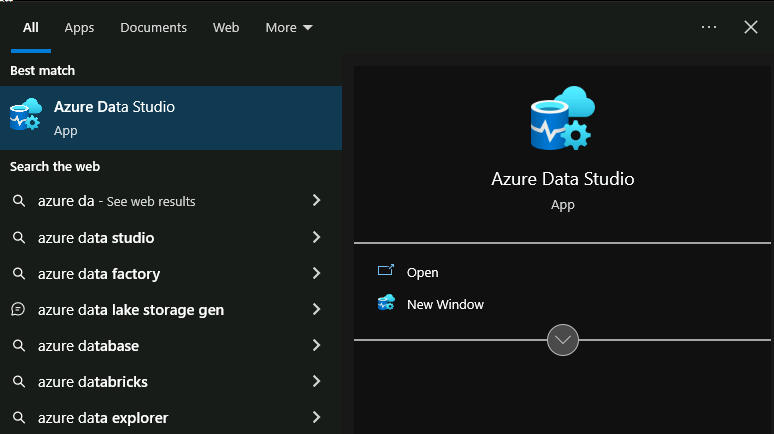 All Apps Documents Web More
Best match
Azure Data Studio
App
Search the web
azure da - See web results
azure data studio
azure data factory
azure data lake storage gen
azure database
azure databricks
azure data explorer
Azure Data Studio
App
Open
New Window